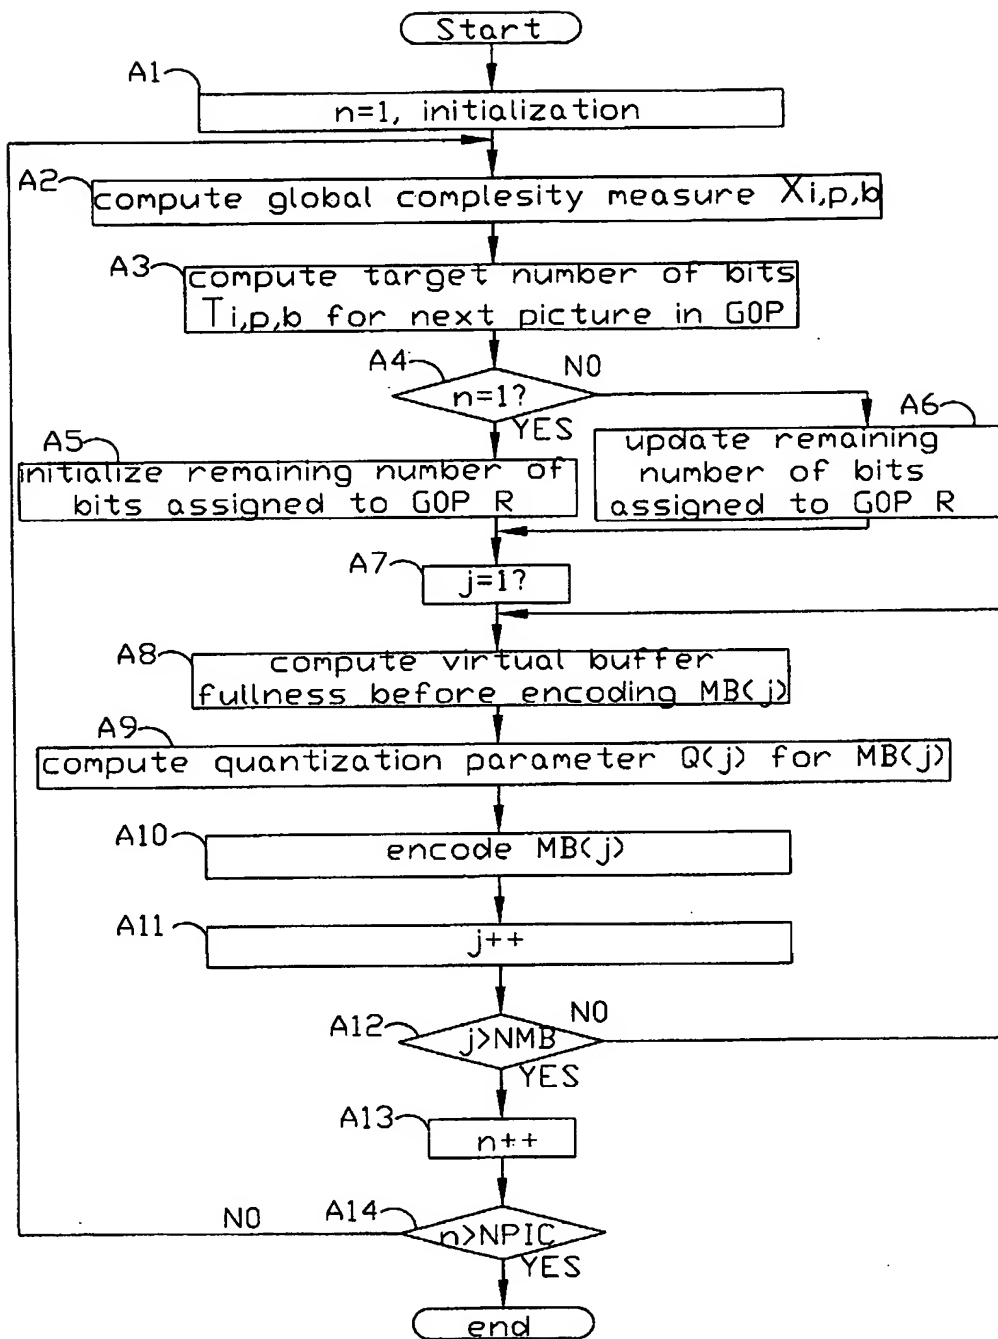 Start
A1
n=1, initialization
A2
compute global complesity measure Xi,p,b
A3
compute target number of bits
Ti,p,b for next picture in GOP
A4
NO
n=1?
YES
A5
initialize remaining number of
bits assigned to GOP R
A6
update remaining
number of bits
assigned to GOP R
A7
j=1?
A8
compute virtual buffer
fullness before encoding MB(j)
A9
compute quantization parameter Q(j) for MB(j)
A10
encode MB(j)
A11
j++
A12
NO
j>NMB
YES
A13
n++
A14
NO
n>NPIC
YES
end